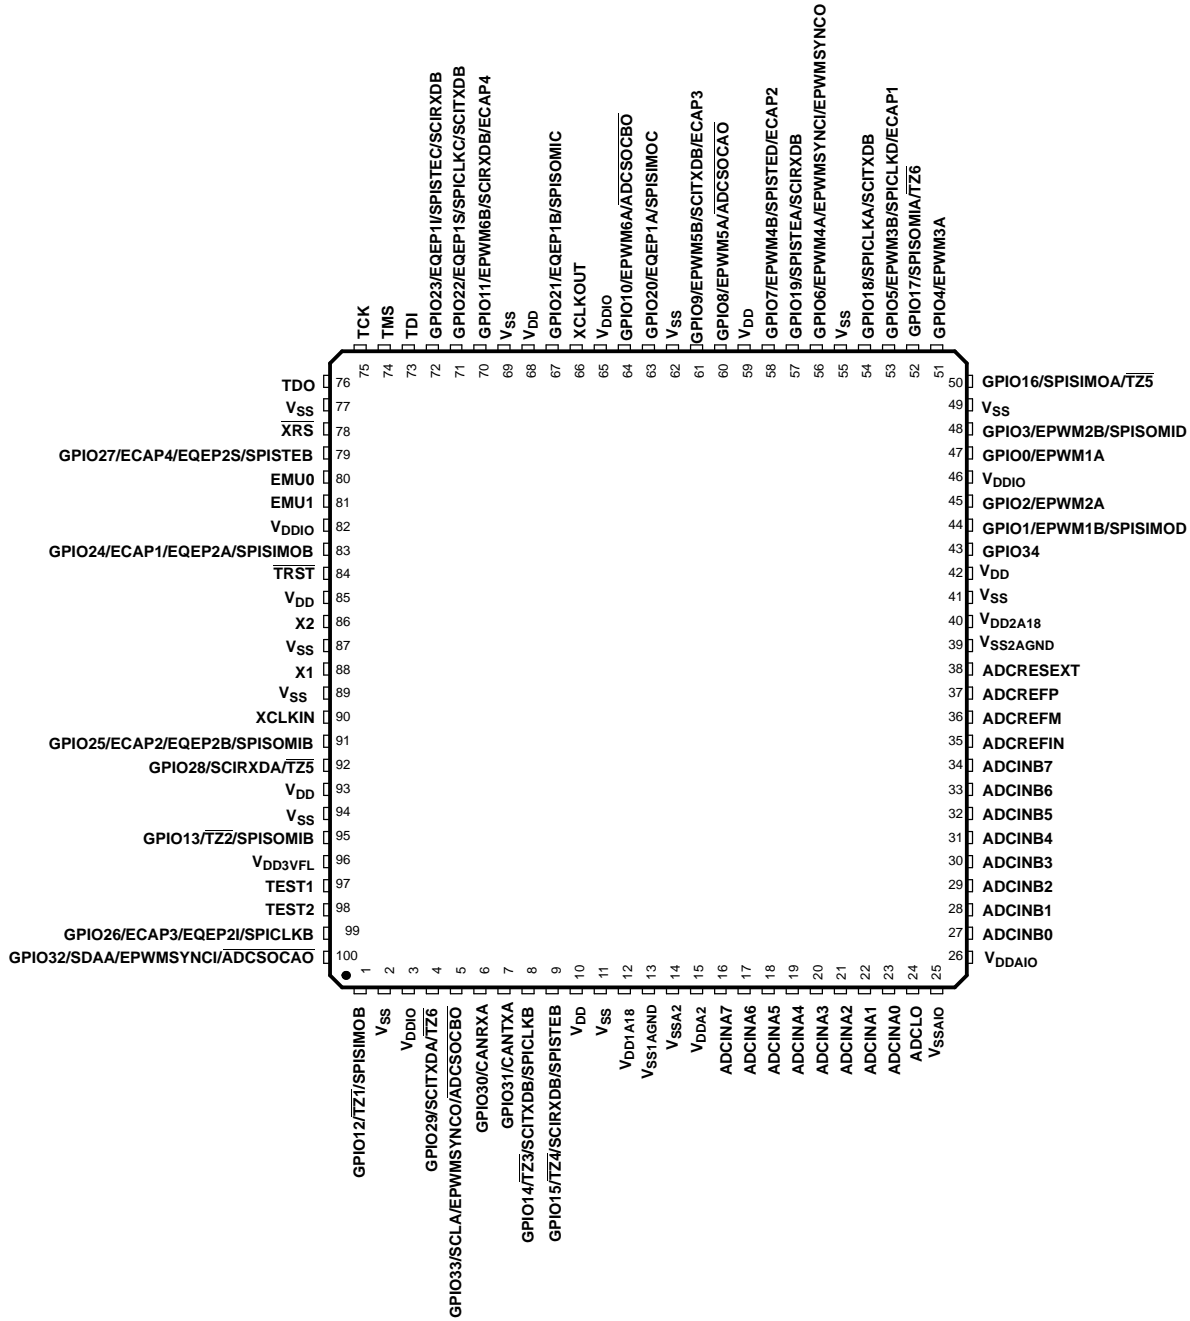 TCK
TMS
TDI
GPIO23/EQEP1I/SPISTEC/SCIRXDB
GPIO22/EQEP1S/SPICLKC/SCITXDB
GPIO11/EPWM6B/SCIRXDB/ECAP4
VSS
VDD
GPIO21/EQEP1B/SPISOMIC
XCLKOUT
VDDIO
GPIO10/EPWM6A/ADCSOCBO
GPIO20/EQEP1A/SPISIMOC
VSS
GPIO9/EPWM5B/SCITXDB/ECAP3
GPIO8/EPWM5A/ADCSOCAO
VDD
GPIO7/EPWM4B/SPISTED/ECAP2
GPIO19/SPISTEA/SCIRXDB
GPIO6/EPWM4A/EPWMSYNCI/EPWMSYNCO
VSS
GPIO18/SPICLKA/SCITXDB
GPIO5/EPWM3B/SPICLKD/ECAP1
GPIO17/SPISOMIA/TZ6
GPIO4/EPWM3A
75
74
73
72
71
70
69
68
67
66
65
64
63
62
61
60
59
58
57
56
55
54
53
52
51
TDO 76
VSS 77
XRS 78
GPIO27/ECAP4/EQEP2S/SPISTEB 79
EMU0 80
EMU1 81
VDDIO 82
GPIO24/ECAP1/EQEP2A/SPISIMOB 83
TRST 84
VDD 85
X2 86
VSS 87
X1 88
VSS 89
XCLKIN 90
GPIO25/ECAP2/EQEP2B/SPISOMIB 91
GPIO28/SCIRXDA/TZ5 92
VDD 93
VSS 94
GPIO13/TZ2/SPISOMIB 95
VDD3VFL 96
TEST1 97
TEST2 98
GPIO26/ECAP3/EQEP2I/SPICLKB 99
GPIO32/SDAA/EPWMSYNCI/ADCSOCAO 100
50 GPIO16/SPISIMOA/TZ5
49 VSS
48 GPIO3/EPWM2B/SPISOMID
47 GPIO0/EPWM1A
46 VDDIO
45 GPIO2/EPWM2A
44 GPIO1/EPWM1B/SPISIMOD
43 GPIO34
42 VDD
41 VSS
40 VDD2A18
39 VSS2AGND
38 ADCRESEXT
37 ADCREFP
36 ADCREFM
35 ADCREFIN
34 ADCINB7
33 ADCINB6
32 ADCINB5
31 ADCINB4
30 ADCINB3
29 ADCINB2
28 ADCINB1
27 ADCINB0
26 VDDAIO
1
2
3
4
5
6
7
8
9
10
11
12
13
14
15
16
17
18
19
20
21
22
23
24
25
GPIO12/TZ1/SPISIMOB
VSS
VDDIO
GPIO29/SCITXDA/TZ6
GPIO33/SCLA/EPWMSYNCO/ADCSOCBO
GPIO30/CANRXA
GPIO31/CANTXA
GPIO14/TZ3/SCITXDB/SPICLKB
GPIO15/TZ4/SCIRXDB/SPISTEB
VDD
VSS
VDD1A18
VSS1AGND
VSSA2
VDDA2
ADCINA7
ADCINA6
ADCINA5
ADCINA4
ADCINA3
ADCINA2
ADCINA1
ADCINA0
ADCLO
VSSAIO